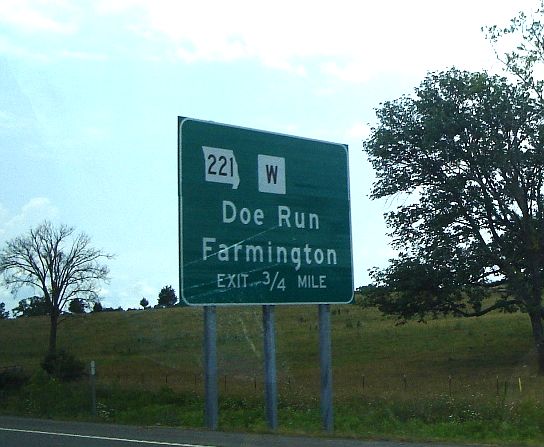 221 W
Doe Run
Farmington
EXIT 3/4 MILE